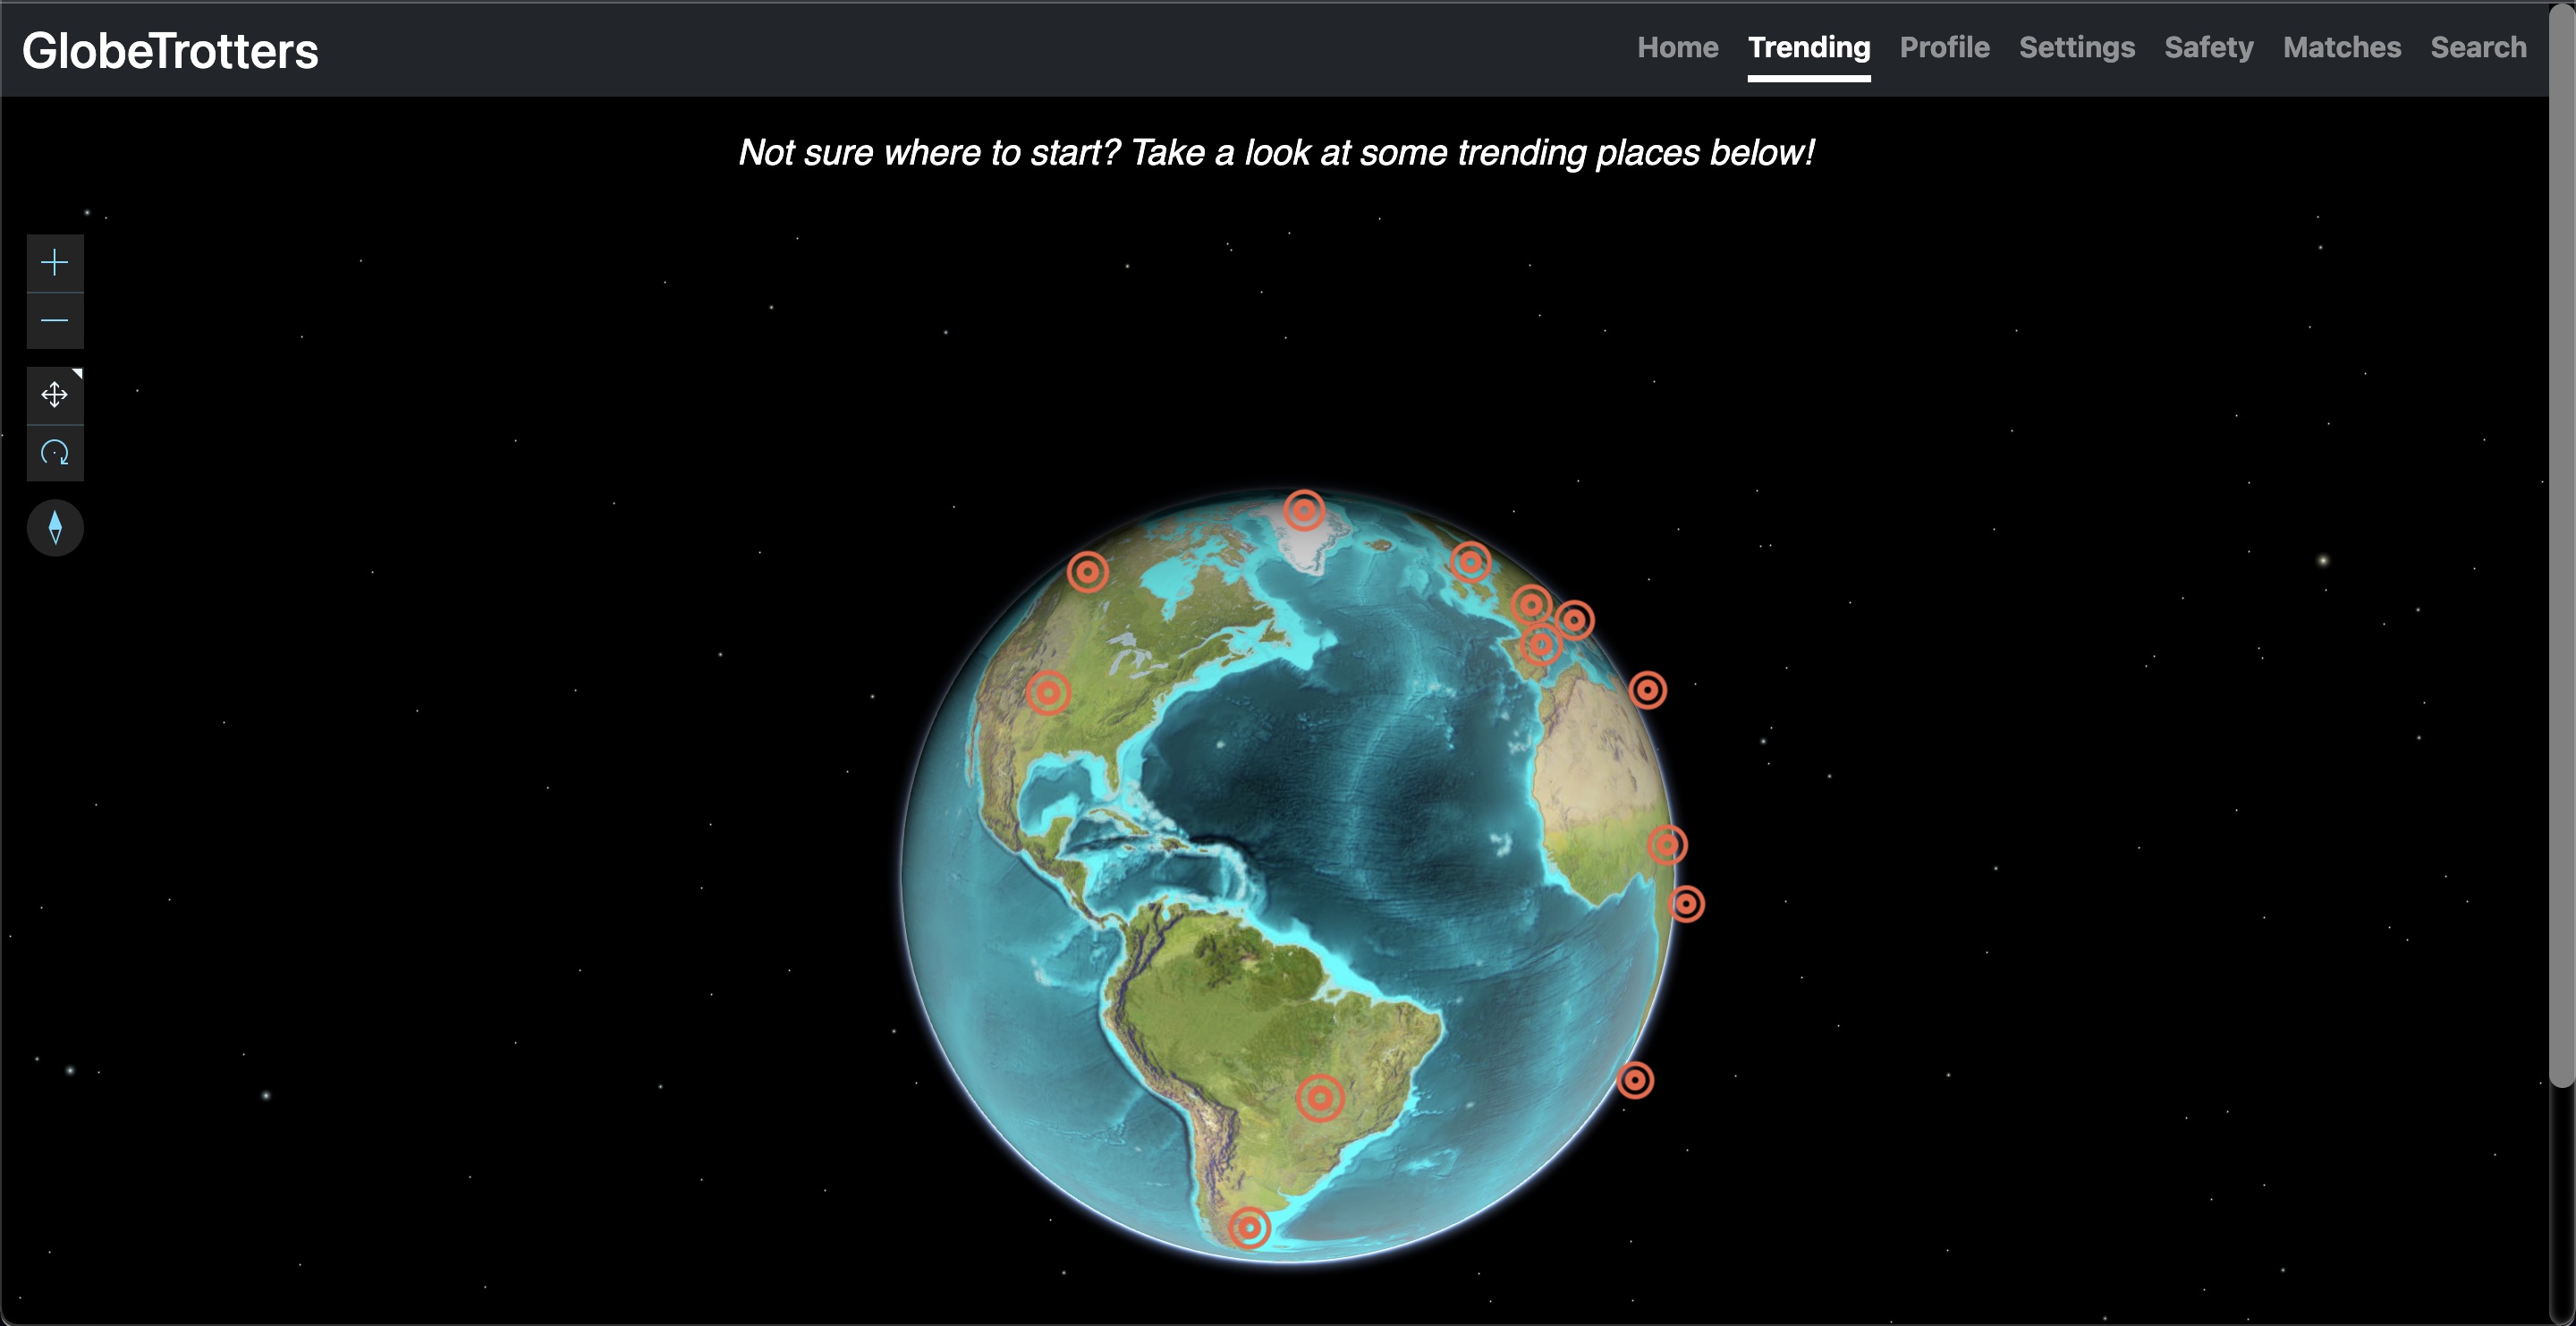 GlobeTrotters
Home Trending Profile Settings Safety Matches Search
Not sure where to start? Take a look at some trending places below!